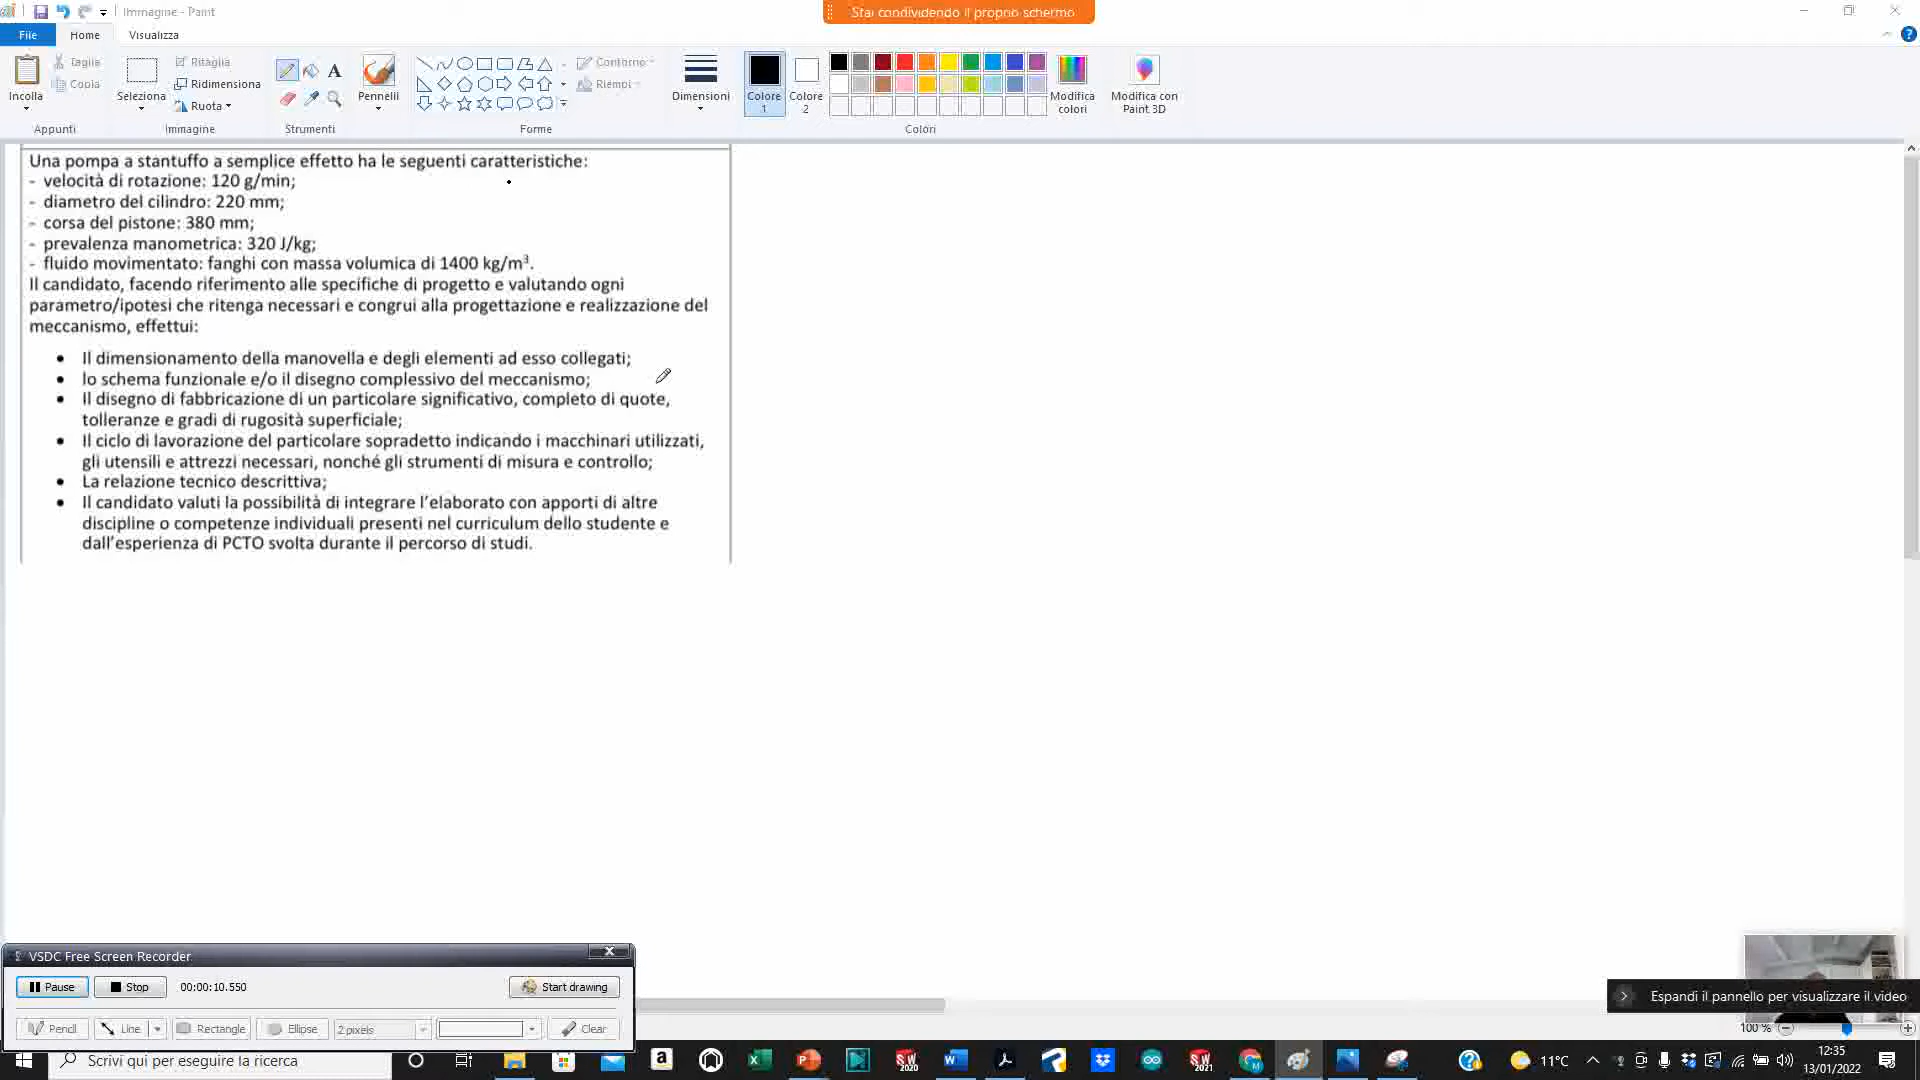 Immagine - Paint
Stai condividendo il proprio schermo
File
Home
Visualizza
Incolla
Taglia
Copia
Appunti
Seleziona
Ritaglia
Ridimensiona
Ruota
Immagine
A
Strumenti
Pennelli
Contorno
Riempi
Forme
Dimensioni
Colore 1
Colore 2
Modifica colori
Modifica con Paint 3D
Colori
Una pompa a stantuffo a semplice effetto ha le seguenti caratteristiche:
- velocità di rotazione: 120 g/min;
- diametro del cilindro: 220 mm;
- corsa del pistone: 380 mm;
- prevalenza manometrica: 320 J/kg;
- fluido movimentato: fanghi con massa volumica di 1400 kg/m³.
Il candidato, facendo riferimento alle specifiche di progetto e valutando ogni
parametro/ipotesi che ritenga necessari e congrui alla progettazione e realizzazione del
meccanismo, effettui:
• Il dimensionamento della manovella e degli elementi ad esso collegati;
• lo schema funzionale e/o il disegno complessivo del meccanismo;
• Il disegno di fabbricazione di un particolare significativo, completo di quote,
tolleranze e gradi di rugosità superficiale;
• Il ciclo di lavorazione del particolare sopradetto indicando i macchinari utilizzati,
gli utensili e attrezzi necessari, nonché gli strumenti di misura e controllo;
• La relazione tecnico descrittiva;
• Il candidato valuti la possibilità di integrare l'elaborato con apporti di altre
discipline o competenze individuali presenti nel curriculum dello studente e
dall'esperienza di PCTO svolta durante il percorso di studi.
VSDC Free Screen Recorder
Pause
Stop
00:00:10.550
Start drawing
Pencil
Line
Rectangle
Ellipse
2 pixels
Clear
Espandi il pannello per visualizzare il video
100 %
Scrivi qui per eseguire la ricerca
11°C
12:35
13/01/2022